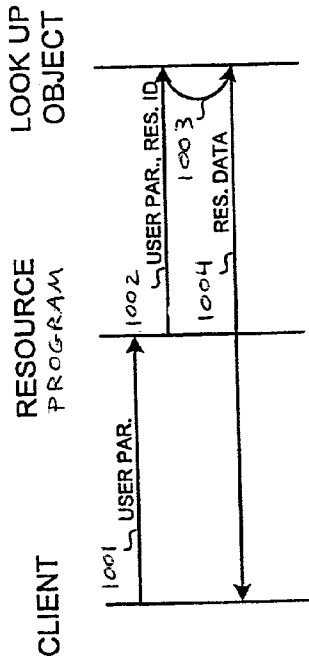 CLIENT
RESOURCE
PROGRAM
LOOK UP
OBJECT
1001
USER PAR.
1002
USER PAR., RES. ID
1003
1004
RES. DATA